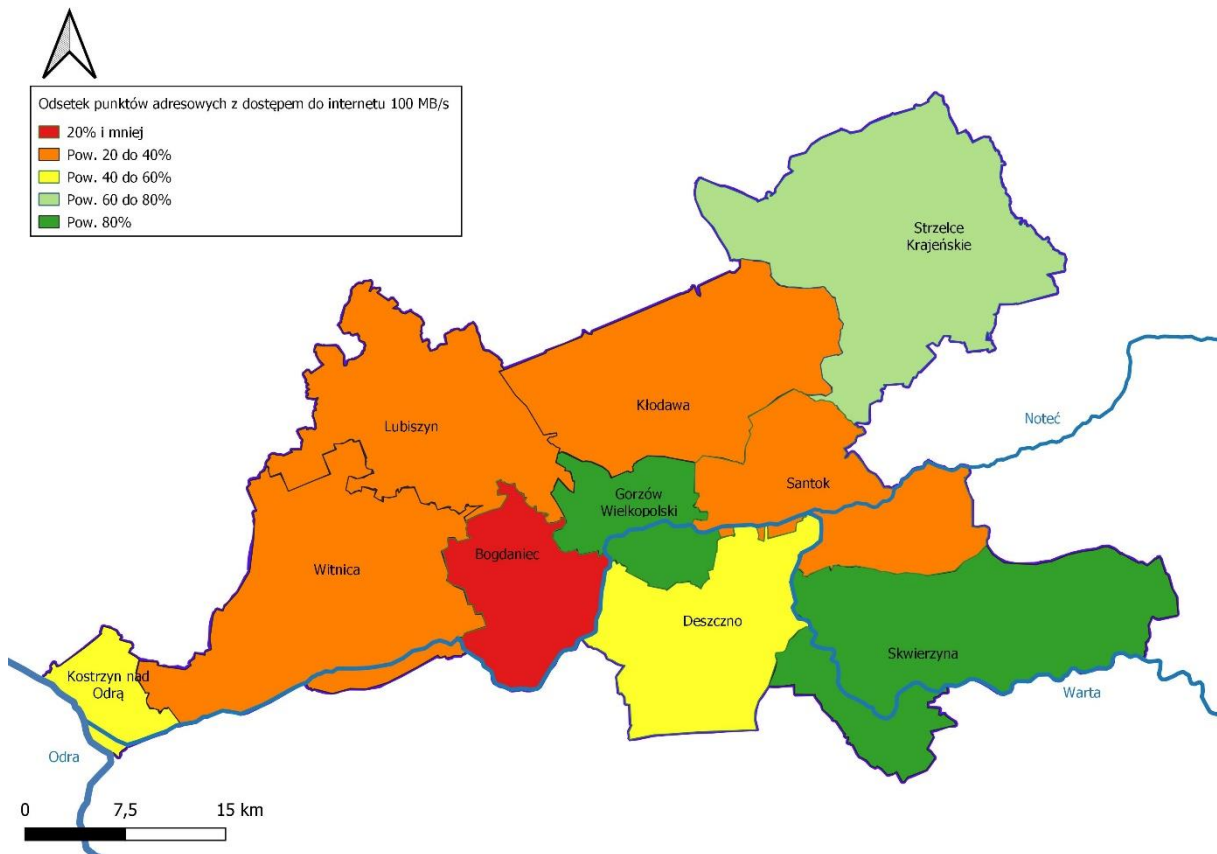 Odsetek punktów adresowych z dostępem do internetu 100 MB/s
20% i mniej
Pow. 20 do 40%
Pow. 40 do 60%
Pow. 60 do 80%
Pow. 80%
Strzelce
Krajeńskie
Kłodawa
Lubiszyn
Noteć
Santok
Gorzów
Wielkopolski
Bogdaniec
Witnica
Deszczno
Skwierzyna
Kostrzyn nad
Odrą
Warta
Odra
0 7,5 15 km